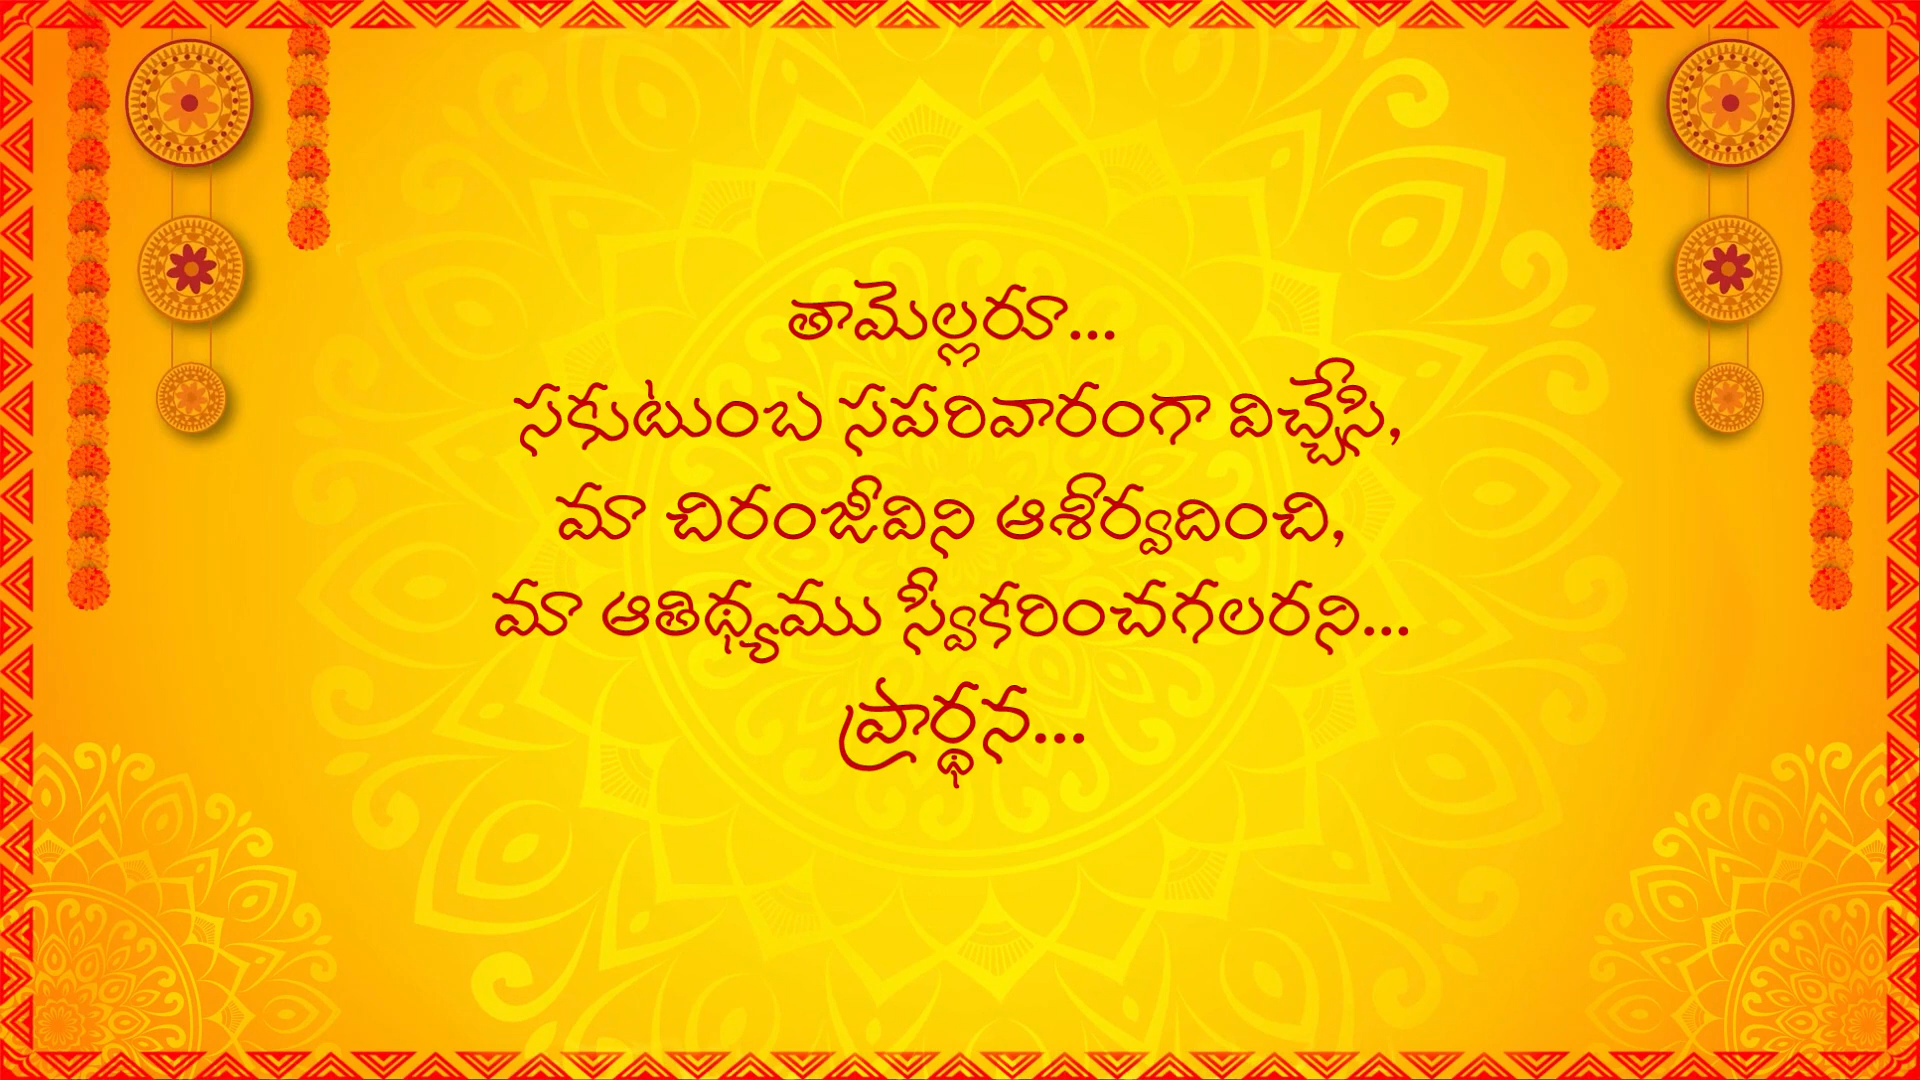 తామెల్లరూ...
సకుటుంబ సపరివారంగా విచ్చేసి,
మా చిరంజీవిని ఆశీర్వదించి,
మా ఆతిథ్యము స్వీకరించగలరని...
ప్రార్థన...